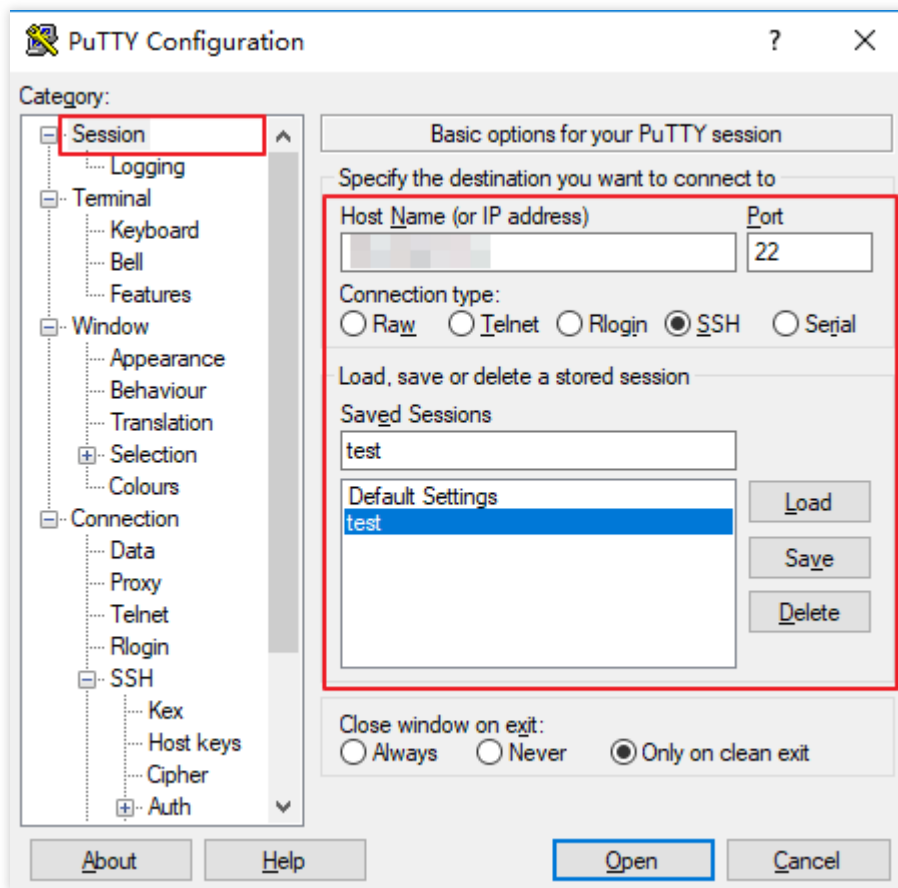 PuTTY Configuration
?
Category:
Session
Logging
Terminal
Keyboard
Bell
Features
Window
Appearance
Behaviour
Translation
Selection
Colours
Connection
Data
Proxy
Telnet
Rlogin
SSH
Kex
Host keys
Cipher
Auth
Basic options for your PuTTY session
Specify the destination you want to connect to
Host Name (or IP address) Port
22
Connection type:
Raw Telnet Rlogin SSH Serial
Load, save or delete a stored session
Saved Sessions
test
Default Settings
test
Load
Save
Delete
Close window on exit:
Always Never Only on clean exit
About Help Open Cancel